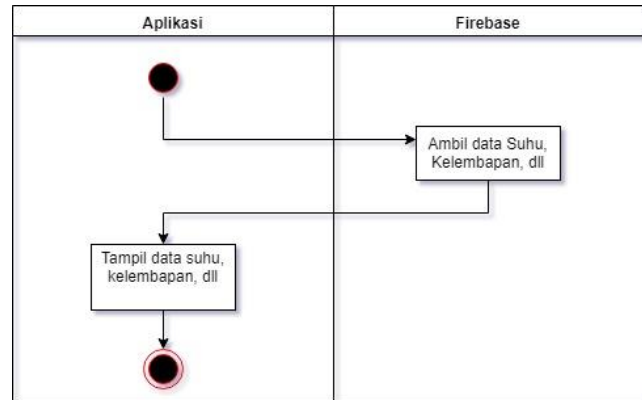 Aplikasi
Firebase
Ambil data Suhu,
Kelembapan, dll
Tampil data suhu,
kelembapan, dll